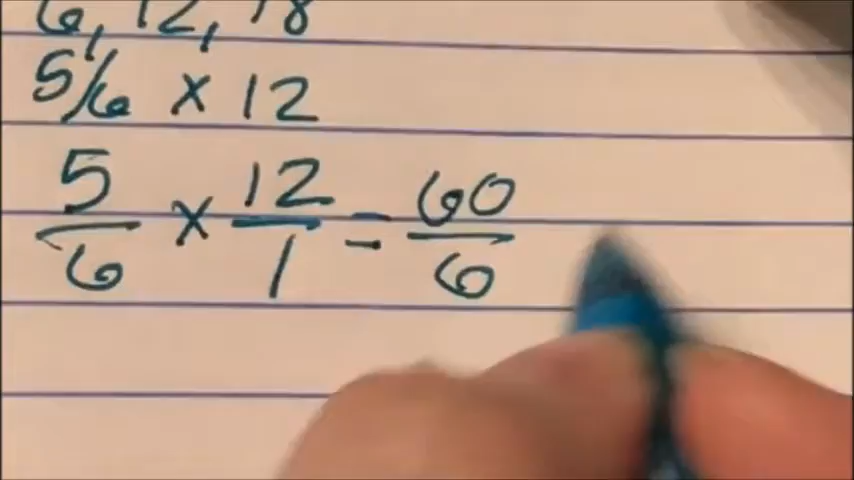 6, 12, 18
5/6 × 12
5/6 × 12/1 = 60/6